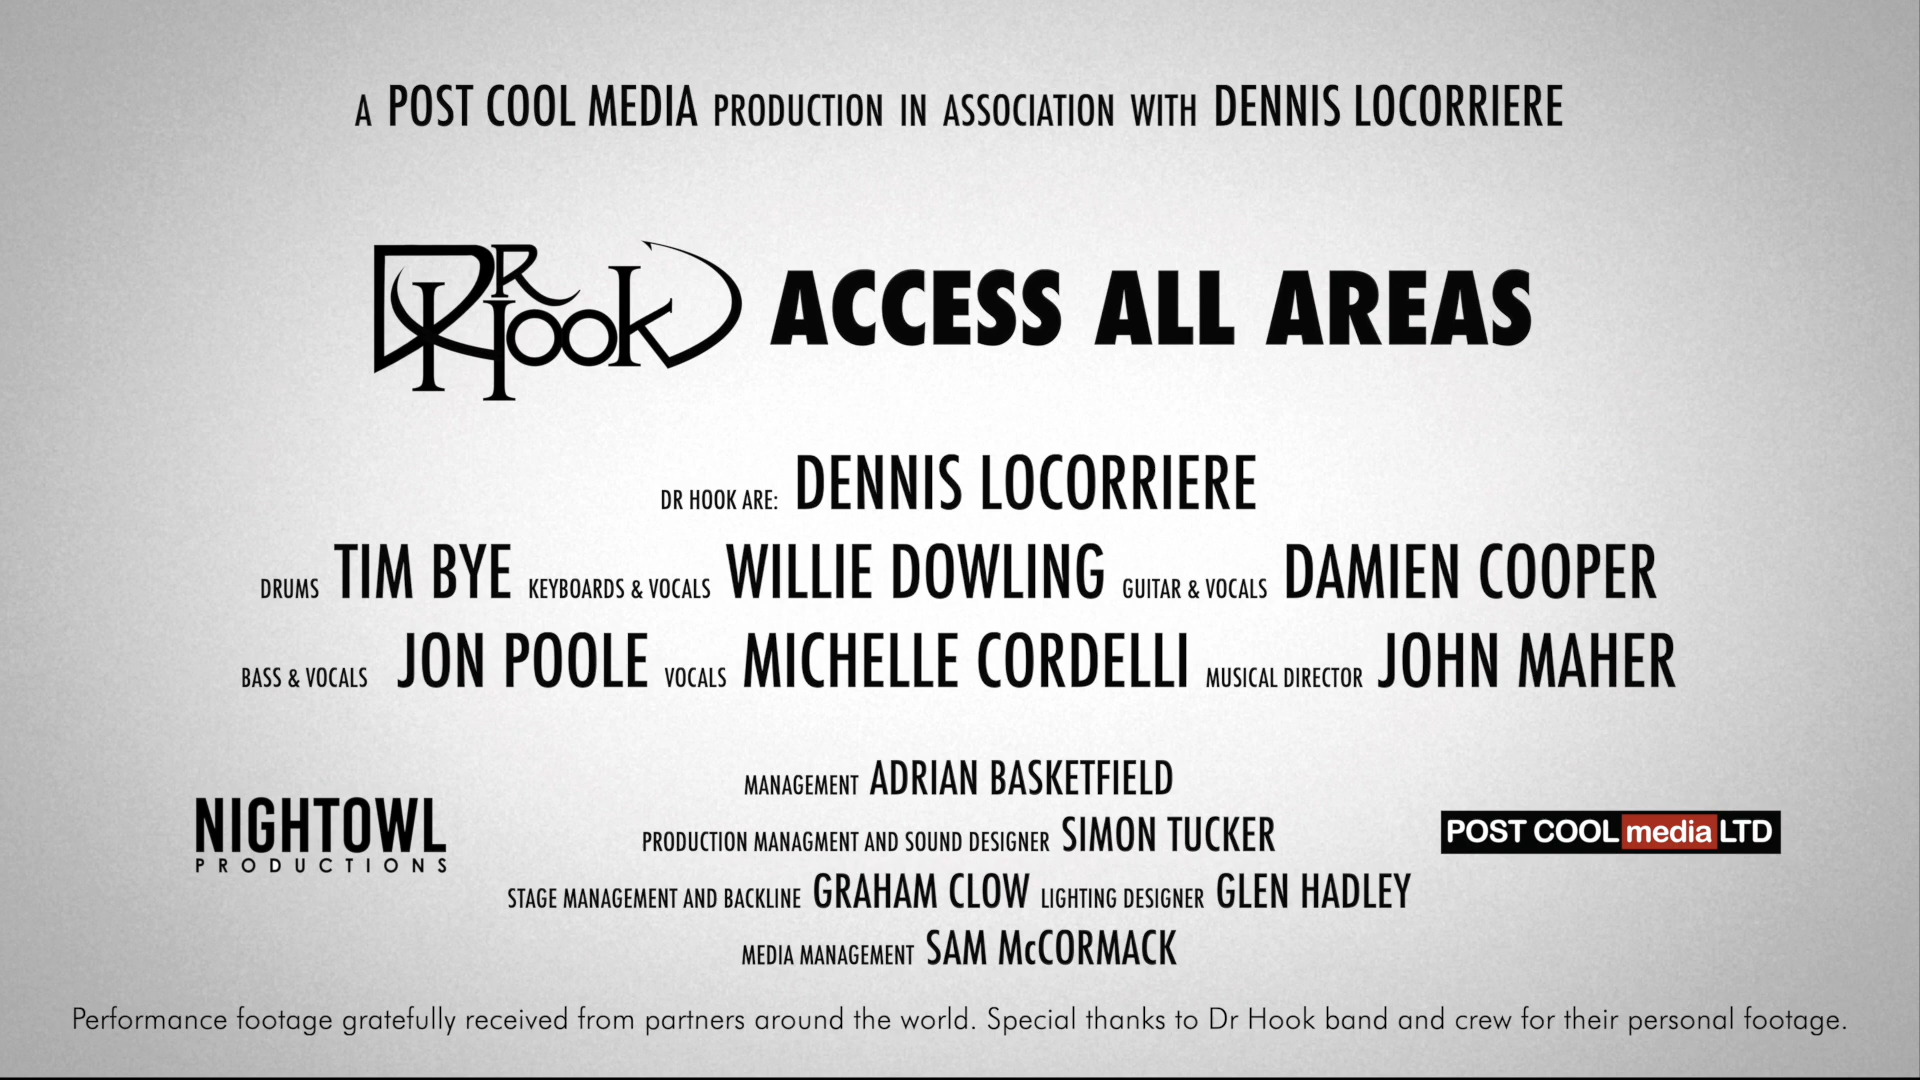 A POST COOL MEDIA PRODUCTION IN ASSOCIATION WITH DENNIS LOCORRIERE
DR HOOK ACCESS ALL AREAS
DR HOOK ARE: DENNIS LOCORRIERE
DRUMS TIM BYE KEYBOARDS & VOCALS WILLIE DOWLING GUITAR & VOCALS DAMIEN COOPER
BASS & VOCALS JON POOLE VOCALS MICHELLE CORDELLI MUSICAL DIRECTOR JOHN MAHER
MANAGEMENT ADRIAN BASKETFIELD
PRODUCTION MANAGMENT AND SOUND DESIGNER SIMON TUCKER
STAGE MANAGEMENT AND BACKLINE GRAHAM CLOW LIGHTING DESIGNER GLEN HADLEY
MEDIA MANAGEMENT SAM McCORMACK
NIGHTOWL
PRODUCTIONS
POST COOL media LTD
Performance footage gratefully received from partners around the world. Special thanks to Dr Hook band and crew for their personal footage.